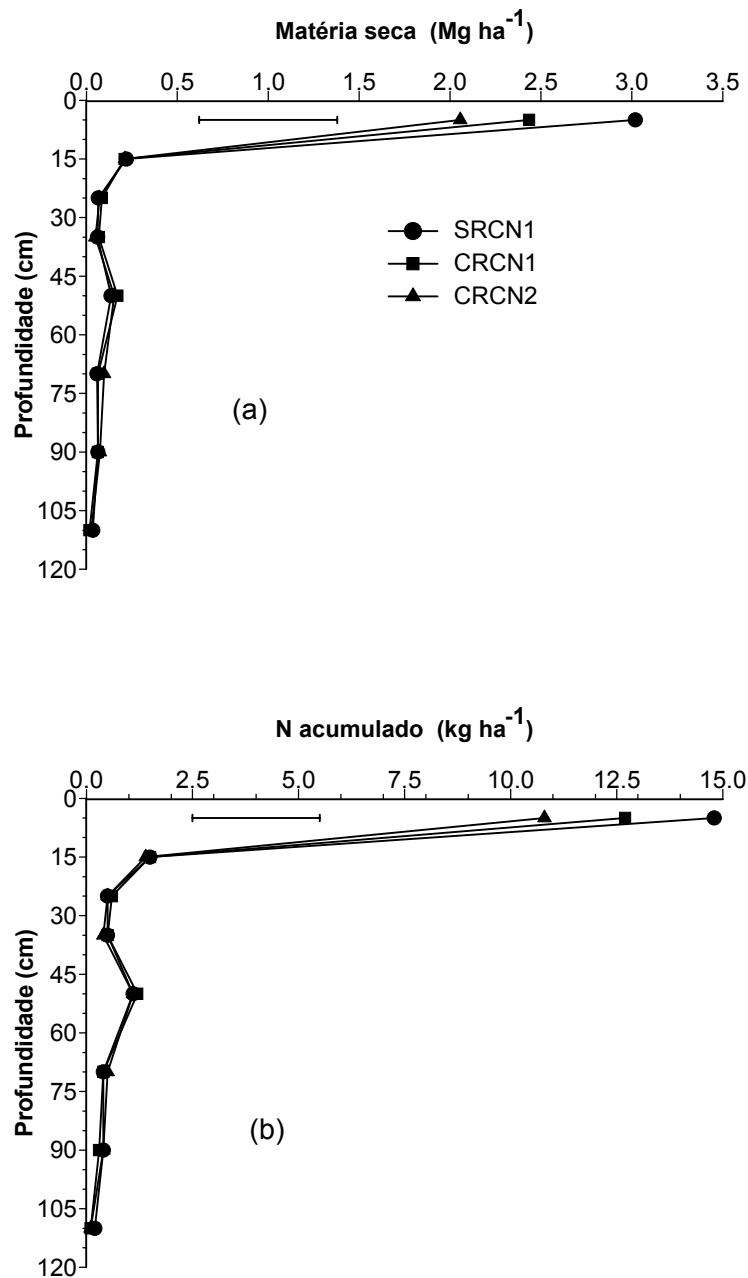 Matéria seca (Mg ha-1)
0.0 0.5 1.0 1.5 2.0 2.5 3.0 3.5
0
15
30
45
60
75
90
105
120
Profundidade (cm)
SRCN1
CRCN1
CRCN2
(a)
N acumulado (kg ha-1)
0.0 2.5 5.0 7.5 10.0 12.5 15.0
0
15
30
45
60
75
90
105
120
Profundidade (cm)
(b)